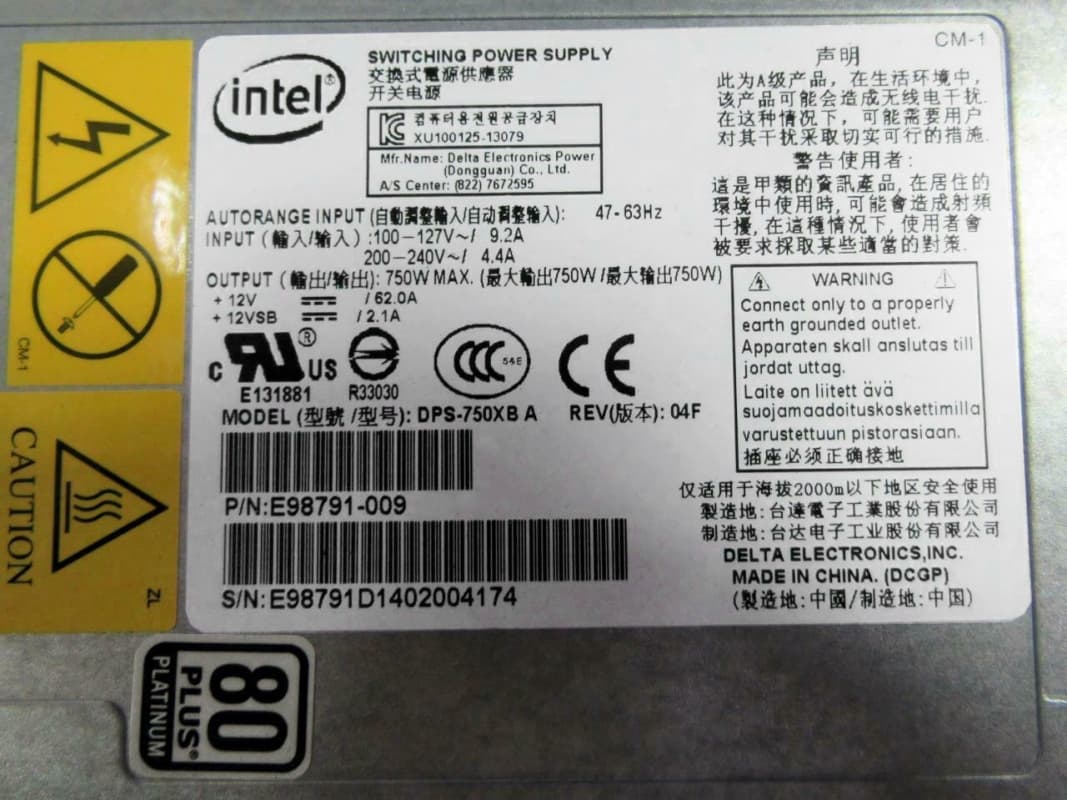 intel®
SWITCHING POWER SUPPLY
交換式電源供應器
开关电源
컴퓨터용전원공급장치
XU100125-13079
Mfr.Name: Delta Electronics Power
(Dongguan) Co., Ltd.
A/S Center: (822) 7672595
AUTORANGE INPUT (自動調整輸入/自动调整输入): 47-63Hz
INPUT (輸入/输入) :100-127V~/ 9.2A
200-240V~/ 4.4A
OUTPUT (輸出/输出): 750W MAX. (最大輸出750W /最大输出750W)
+ 12V / 62.0A
+ 12VSB / 2.1A
c RU ® US
E131881
R33030
CCC S&E
CE
MODEL (型號 /型号): DPS-750XB A REV(版本): 04F
P/N:E98791-009
S/N:E98791D1402004174
CM-1
声明
此为A级产品, 在生活环境中,
该产品可能会造成无线电干扰.
在这种情况下, 可能需要用户
对其干扰采取切实可行的措施.
警告使用者:
這是甲類的資訊產品, 在居住的
環境中使用時, 可能會造成射頻
干擾, 在這種情況下, 使用者會
被要求採取某些適當的對策.
WARNING
Connect only to a properly
earth grounded outlet.
Apparaten skall anslutas till
jordat uttag.
Laite on liitett ävä
suojamaadoituskoskettimilla
varustettuun pistorasiaan.
插座必须正确接地
仅适用于海拔2000m以下地区安全使用
製造地:台達電子工業股份有限公司
制造地:台达电子工业股份有限公司
DELTA ELECTRONICS,INC.
MADE IN CHINA. (DCGP)
(製造地:中國/制造地:中国)
CM-1
CAUTION
ZL
80
PLUS®
PLATINUM